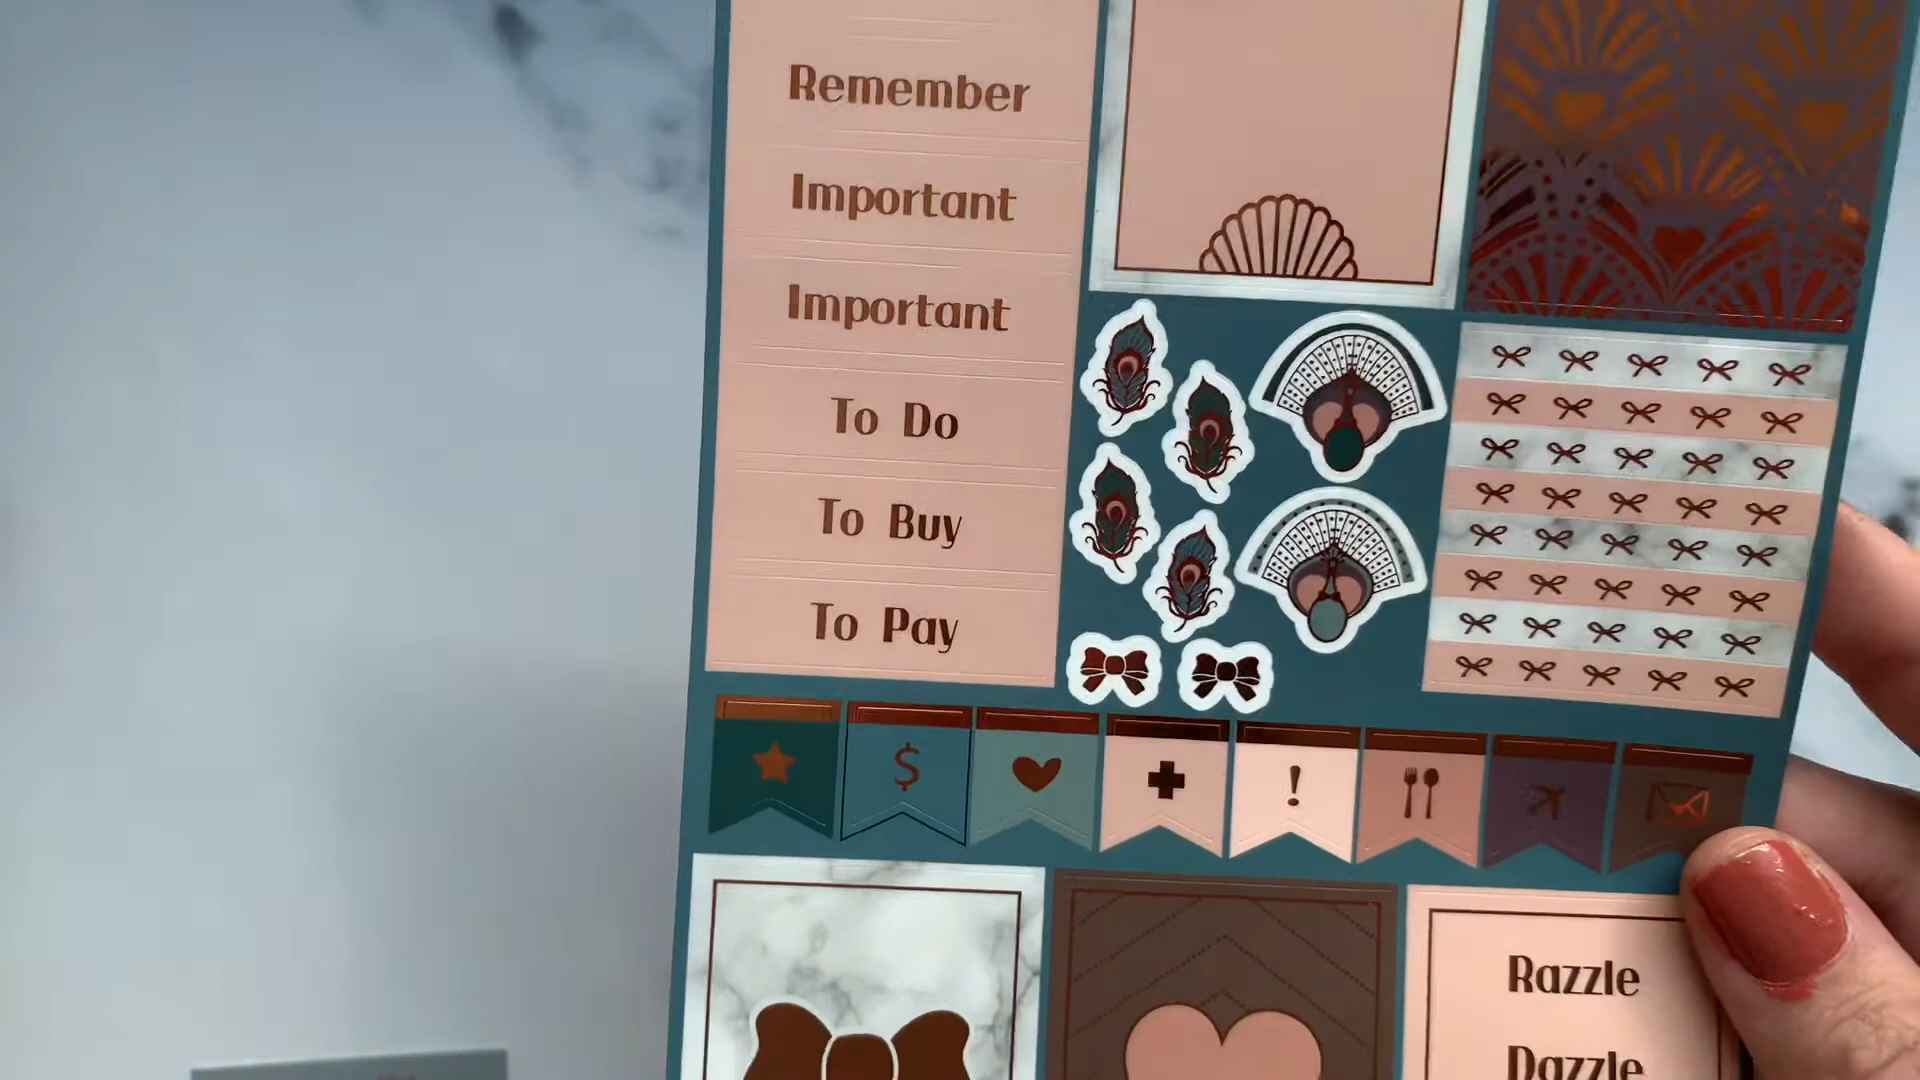 Remember
Important
Important
To Do
To Buy
To Pay
$
!
Razzle
Dazzle